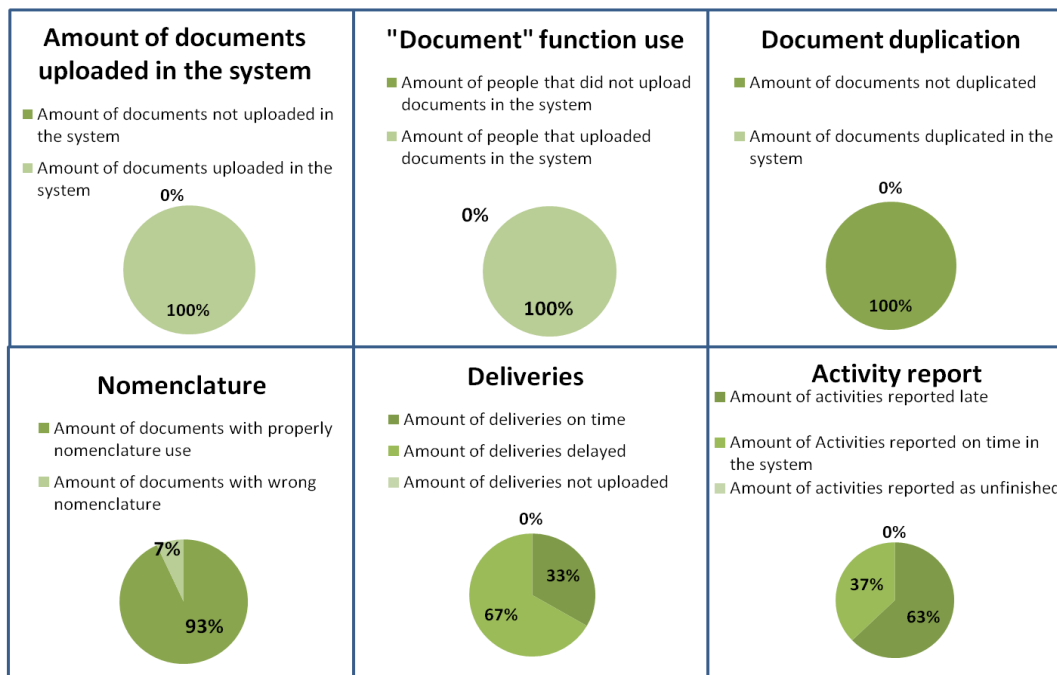 Amount of documents
uploaded in the system
Amount of documents not uploaded in
the system
Amount of documents uploaded in the
system
0%
100%
"Document" function use
Amount of people that did not upload
documents in the system
Amount of people that uploaded
documents in the system
0%
100%
Document duplication
Amount of documents not duplicated
Amount of documents duplicated in the
system
0%
100%
Nomenclature
Amount of documents with properly
nomenclature use
Amount of documents with wrong
nomenclature
7%
93%
Deliveries
Amount of deliveries on time
Amount of deliveries delayed
Amount of deliveries not uploaded
0%
33%
67%
Activity report
Amount of activities reported late
Amount of Activities reported on time in
the system
Amount of activities reported as unfinished
0%
37%
63%